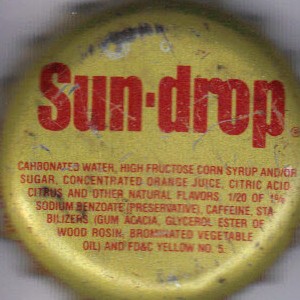 Sun-drop
CARBONATED WATER, HIGH FRUCTOSE CORN SYRUP AND/OR
SUGAR, CONCENTRATED ORANGE JUICE, CITRIC ACID
CITRUS AND OTHER NATURAL FLAVORS 1/20 OF 1%
SODIUM BENZOATE (PRESERVATIVE), CAFFEINE, STA-
BILIZERS (GUM ACACIA, GLYCEROL ESTER OF
WOOD ROSIN, BROMINATED VEGETABLE
OIL) AND FD&C YELLOW NO. 5.